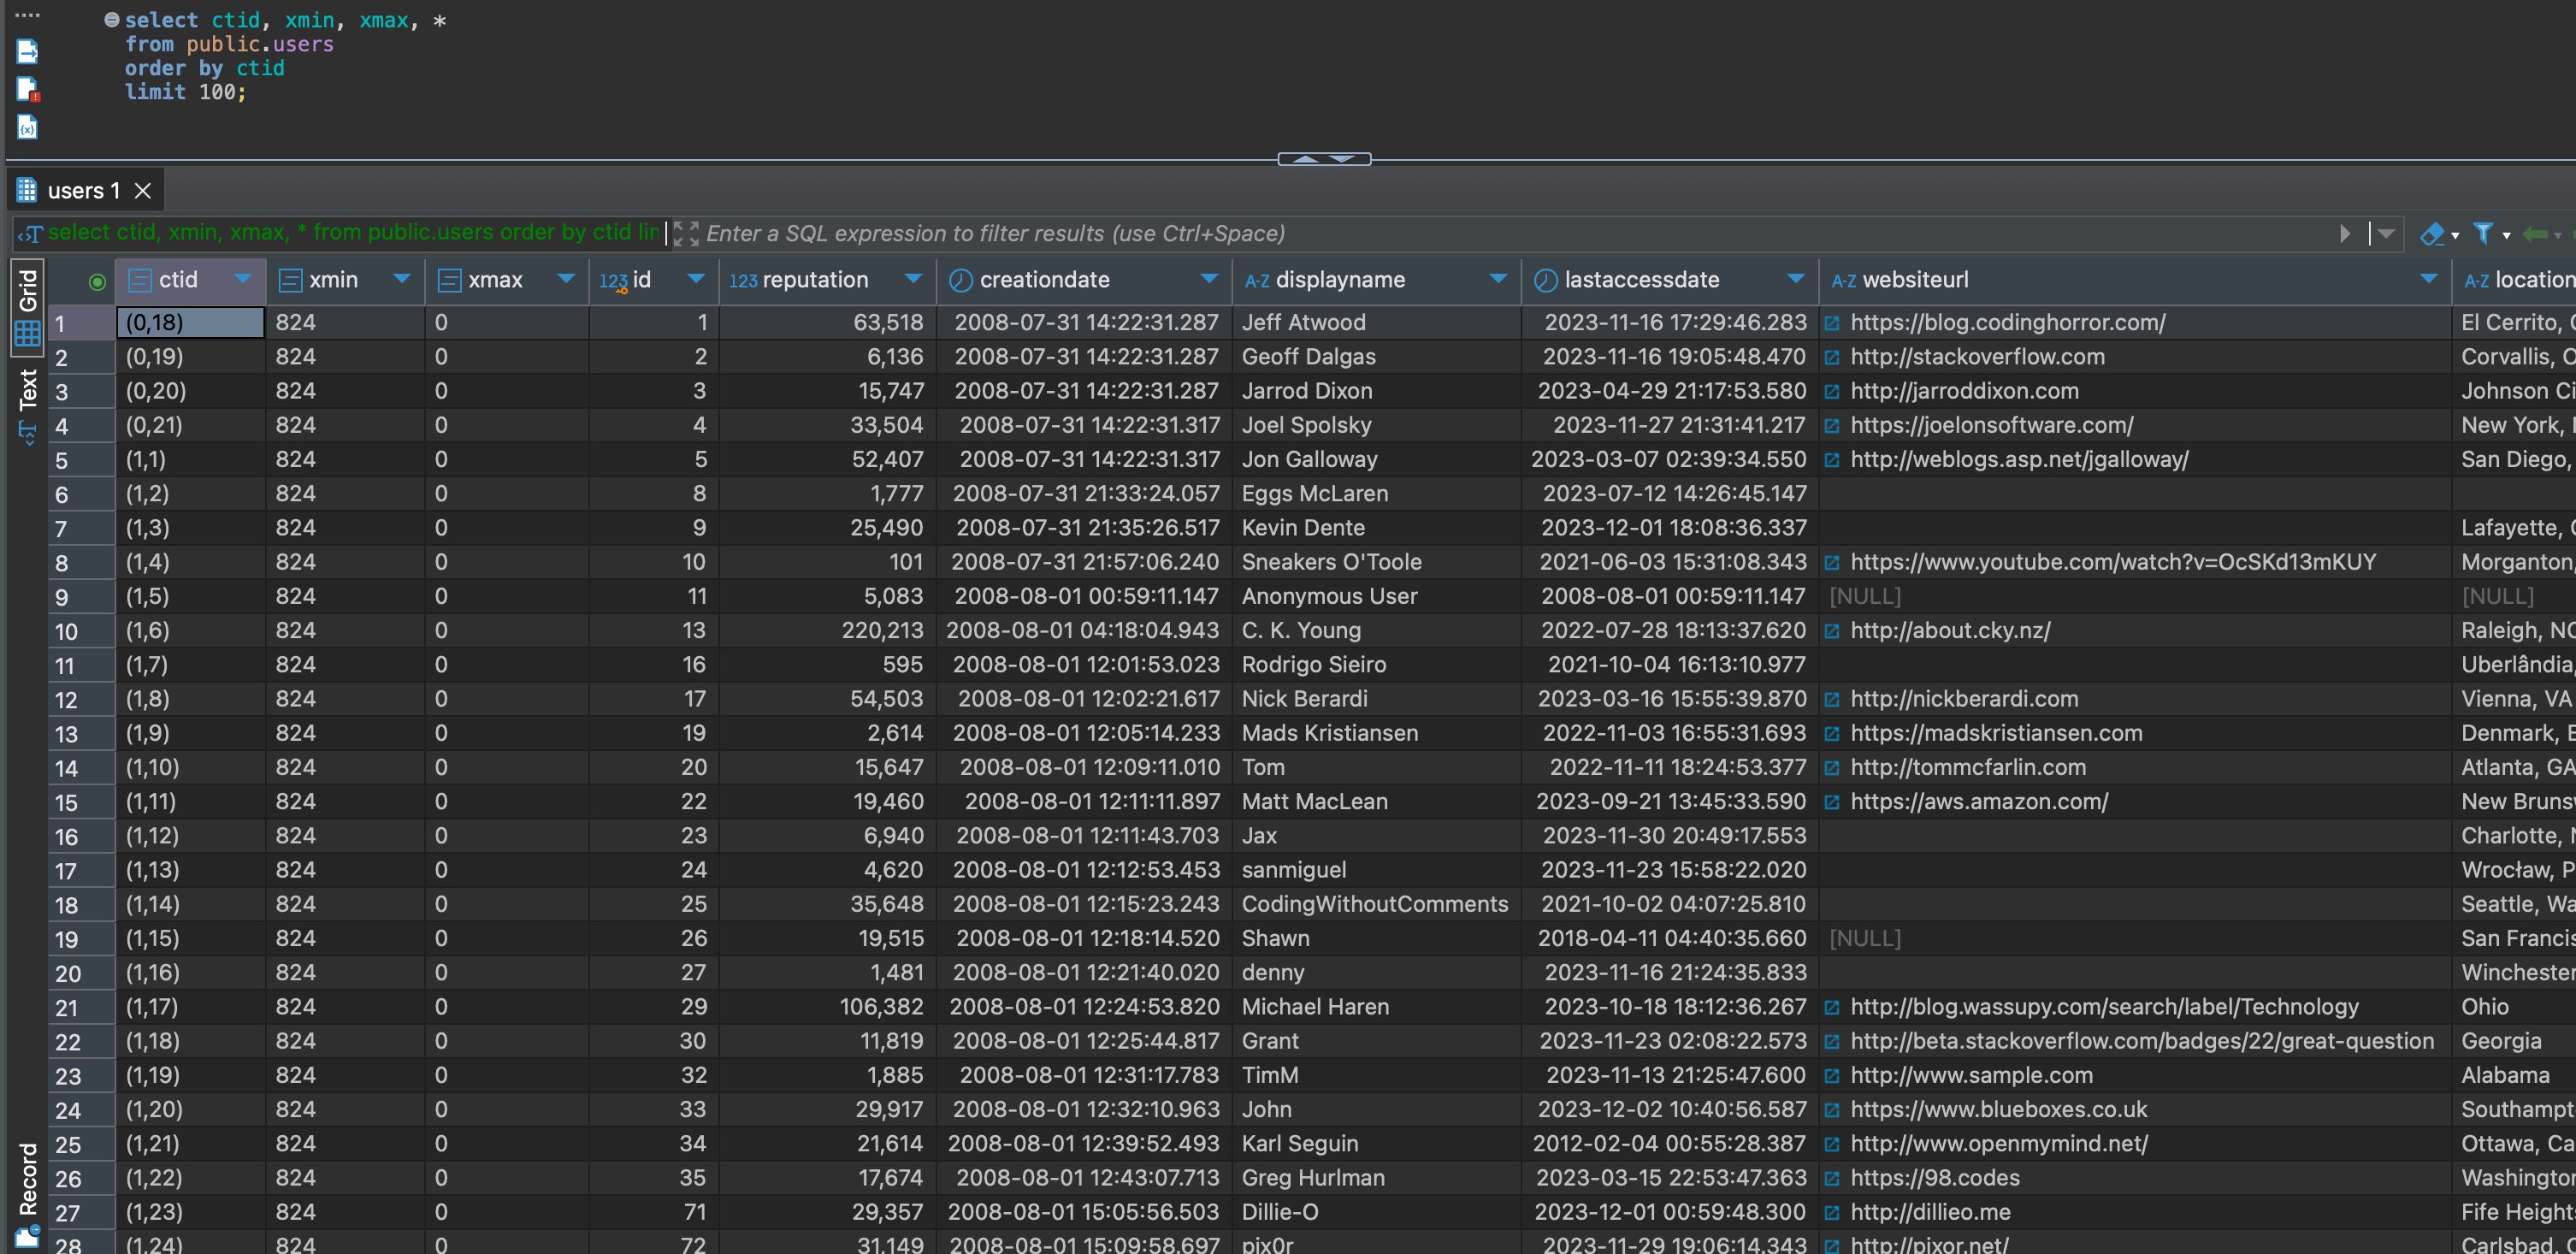 select ctid, xmin, xmax, *
from public.users
order by ctid
limit 100;
users 1
select ctid, xmin, xmax, * from public.users order by ctid lin Enter a SQL expression to filter results (use Ctrl+Space)
Grid
Text
Record
ctid xmin xmax 123 id 123 reputation creationdate A-Z displayname lastaccessdate A-Z websiteurl A-Z location
1 (0,18) 824 0 1 63,518 2008-07-31 14:22:31.287 Jeff Atwood 2023-11-16 17:29:46.283 https://blog.codinghorror.com/ El Cerrito,
2 (0,19) 824 0 2 6,136 2008-07-31 14:22:31.287 Geoff Dalgas 2023-11-16 19:05:48.470 http://stackoverflow.com Corvallis,
3 (0,20) 824 0 3 15,747 2008-07-31 14:22:31.287 Jarrod Dixon 2023-04-29 21:17:53.580 http://jarroddixon.com Johnson Ci
4 (0,21) 824 0 4 33,504 2008-07-31 14:22:31.317 Joel Spolsky 2023-11-27 21:31:41.217 https://joelonsoftware.com/ New York,
5 (1,1) 824 0 5 52,407 2008-07-31 14:22:31.317 Jon Galloway 2023-03-07 02:39:34.550 http://weblogs.asp.net/jgalloway/ San Diego,
6 (1,2) 824 0 8 1,777 2008-07-31 21:33:24.057 Eggs McLaren 2023-07-12 14:26:45.147
7 (1,3) 824 0 9 25,490 2008-07-31 21:35:26.517 Kevin Dente 2023-12-01 18:08:36.337 Lafayette,
8 (1,4) 824 0 10 101 2008-07-31 21:57:06.240 Sneakers O'Toole 2021-06-03 15:31:08.343 https://www.youtube.com/watch?v=OcSKd13mKUY Morganton,
9 (1,5) 824 0 11 5,083 2008-08-01 00:59:11.147 Anonymous User 2008-08-01 00:59:11.147 [NULL] [NULL]
10 (1,6) 824 0 13 220,213 2008-08-01 04:18:04.943 C. K. Young 2022-07-28 18:13:37.620 http://about.cky.nz/ Raleigh, NC
11 (1,7) 824 0 16 595 2008-08-01 12:01:53.023 Rodrigo Sieiro 2021-10-04 16:13:10.977 Uberlândia,
12 (1,8) 824 0 17 54,503 2008-08-01 12:02:21.617 Nick Berardi 2023-03-16 15:55:39.870 http://nickberardi.com Vienna, VA
13 (1,9) 824 0 19 2,614 2008-08-01 12:05:14.233 Mads Kristiansen 2022-11-03 16:55:31.693 https://madskristiansen.com Denmark,
14 (1,10) 824 0 20 15,647 2008-08-01 12:09:11.010 Tom 2022-11-11 18:24:53.377 http://tommcfarlin.com Atlanta, GA
15 (1,11) 824 0 22 19,460 2008-08-01 12:11:11.897 Matt MacLean 2023-09-21 13:45:33.590 https://aws.amazon.com/ New Bruns
16 (1,12) 824 0 23 6,940 2008-08-01 12:11:43.703 Jax 2023-11-30 20:49:17.553 Charlotte,
17 (1,13) 824 0 24 4,620 2008-08-01 12:12:53.453 sanmiguel 2023-11-23 15:58:22.020 Wrocław, P
18 (1,14) 824 0 25 35,648 2008-08-01 12:15:23.243 CodingWithoutComments 2021-10-02 04:07:25.810 Seattle, Wa
19 (1,15) 824 0 26 19,515 2008-08-01 12:18:14.520 Shawn 2018-04-11 04:40:35.660 [NULL] San Francis
20 (1,16) 824 0 27 1,481 2008-08-01 12:21:40.020 denny 2023-11-16 21:24:35.833 Winchester
21 (1,17) 824 0 29 106,382 2008-08-01 12:24:53.820 Michael Haren 2023-10-18 18:12:36.267 http://blog.wassupy.com/search/label/Technology Ohio
22 (1,18) 824 0 30 11,819 2008-08-01 12:25:44.817 Grant 2023-11-23 02:08:22.573 http://beta.stackoverflow.com/badges/22/great-question Georgia
23 (1,19) 824 0 32 1,885 2008-08-01 12:31:17.783 TimM 2023-11-13 21:25:47.600 http://www.sample.com Alabama
24 (1,20) 824 0 33 29,917 2008-08-01 12:32:10.963 John 2023-12-02 10:40:56.587 https://www.blueboxes.co.uk Southampt
25 (1,21) 824 0 34 21,614 2008-08-01 12:39:52.493 Karl Seguin 2012-02-04 00:55:28.387 http://www.openmymind.net/ Ottawa, Ca
26 (1,22) 824 0 35 17,674 2008-08-01 12:43:07.713 Greg Hurlman 2023-03-15 22:53:47.363 https://98.codes Washington
27 (1,23) 824 0 71 29,357 2008-08-01 15:05:56.503 Dillie-O 2023-12-01 00:59:48.300 http://dillieo.me Fife Height
28 (1,24) 824 0 72 31,149 2008-08-01 15:09:58.697 pix0r 2023-11-29 19:06:14.343 http://pixor.net/ Carlsbad,